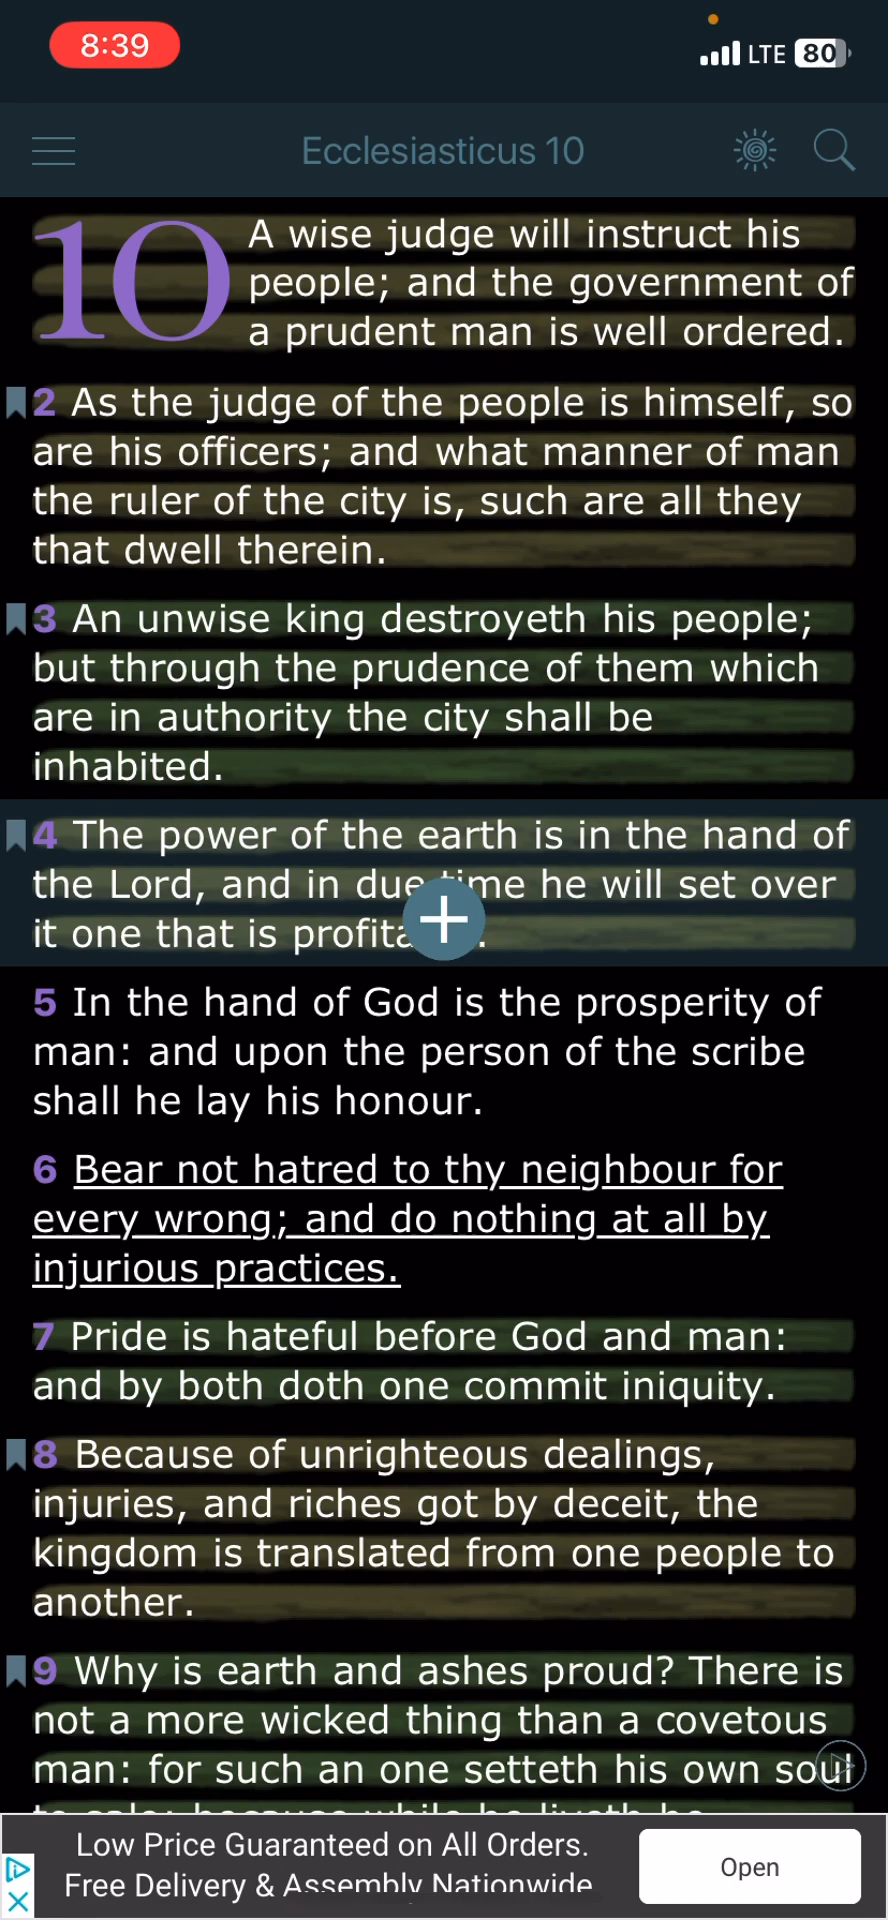 8:39
LTE 80
Ecclesiasticus 10
10 A wise judge will instruct his
people; and the government of
a prudent man is well ordered.
2 As the judge of the people is himself, so
are his officers; and what manner of man
the ruler of the city is, such are all they
that dwell therein.
3 An unwise king destroyeth his people;
but through the prudence of them which
are in authority the city shall be
inhabited.
4 The power of the earth is in the hand of
the Lord, and in due time he will set over
it one that is
5 In the hand of God is the prosperity of
man: and upon the person of the scribe
shall he lay his honour.
6 Bear not hatred to thy neighbour for
every wrong; and do nothing at all by
injurious practices.
7 Pride is hateful before God and man:
and by both doth one commit iniquity.
8 Because of unrighteous dealings,
injuries, and riches got by deceit, the
kingdom is translated from one people to
another.
9 Why is earth and ashes proud? There is
not a more wicked thing than a covetous
man: for such an one setteth his own soul
Low Price Guaranteed on All Orders.
Free Delivery & Assembly Nationwide
Open